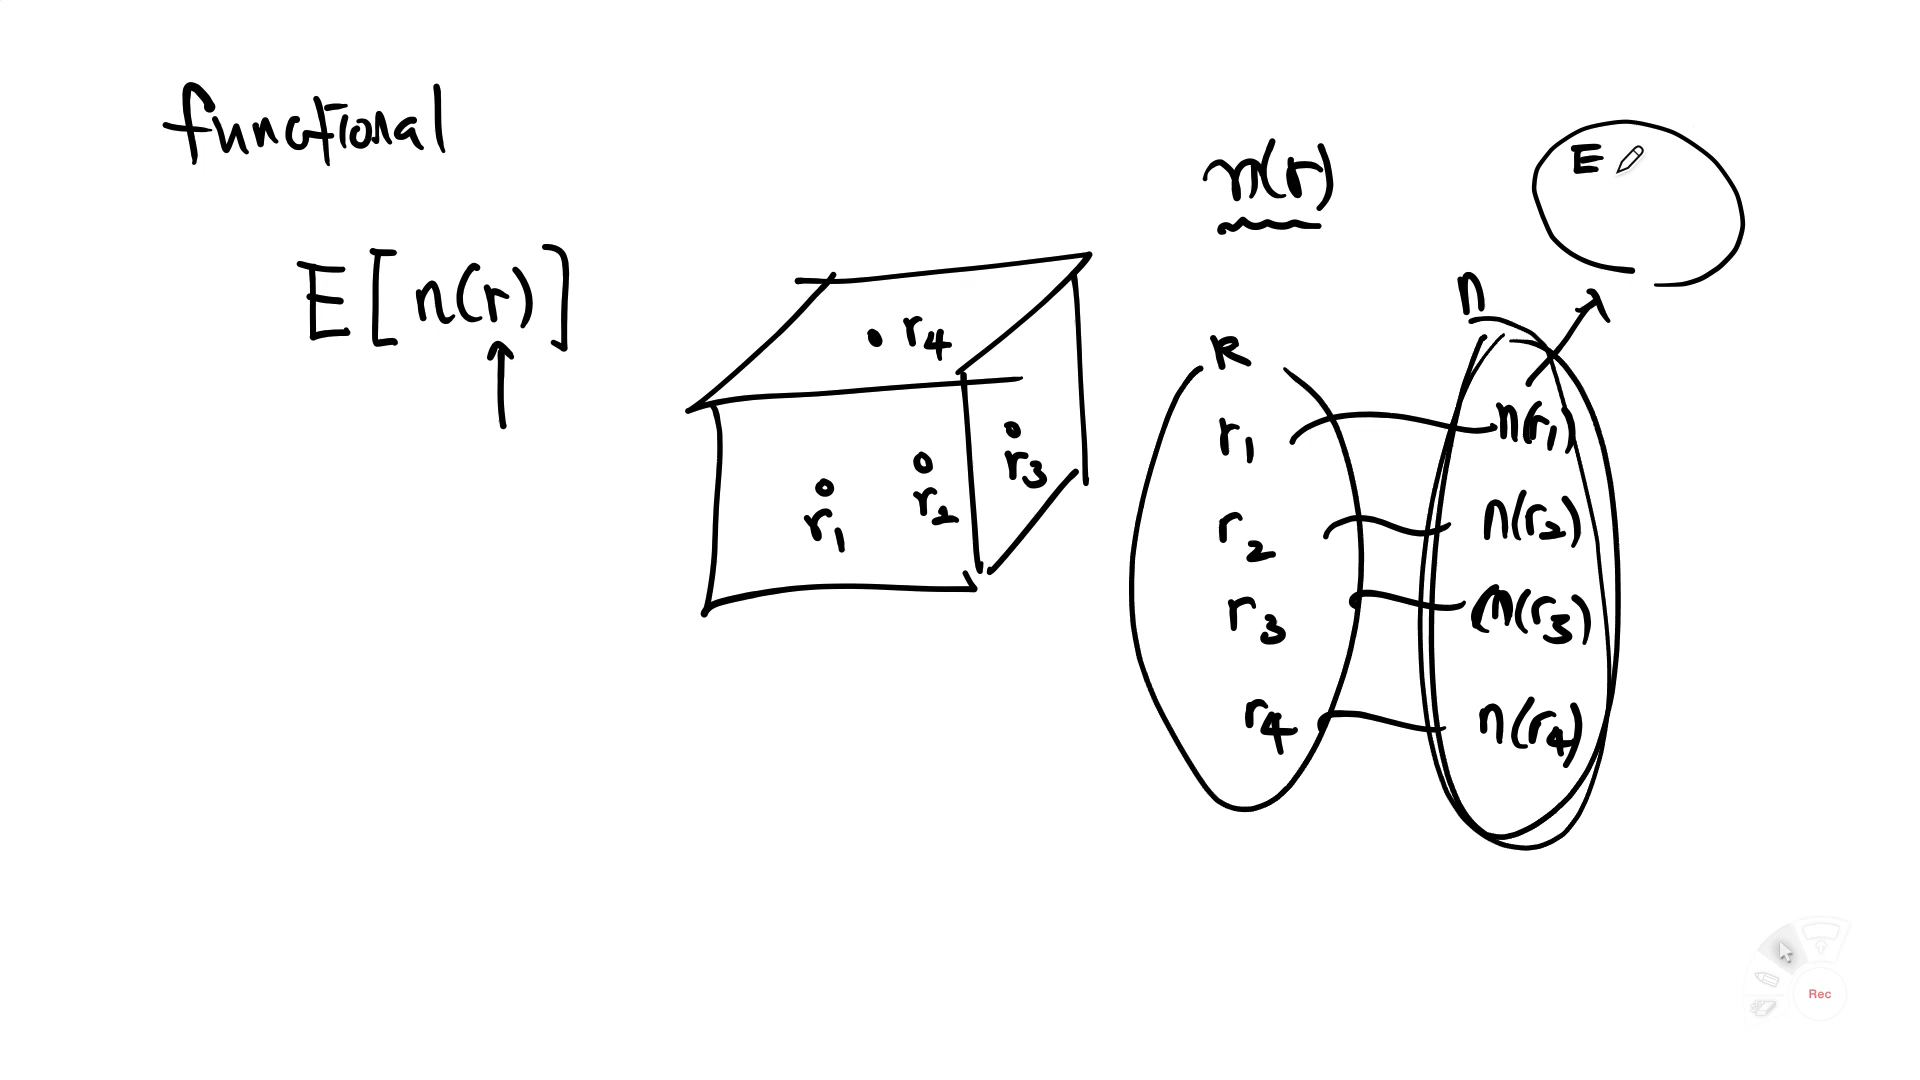 functional
E[n(r)]
r4
r3
r2
r1
n(r)
R
r1
r2
r3
r4
n
n(r1)
n(r2)
n(r3)
n(r4)
E
Rec